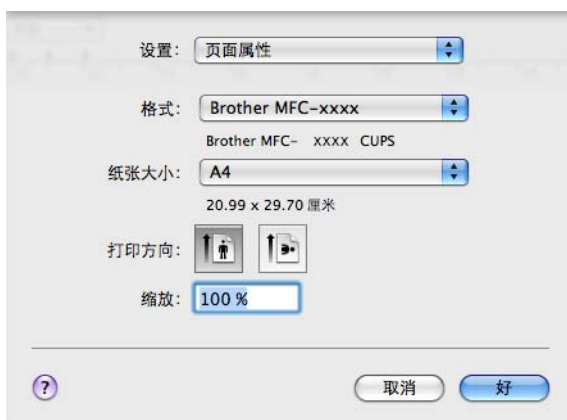 设置: 页面属性
格式: Brother MFC-xxxx
Brother MFC- xxxx CUPS
纸张大小: A4
20.99 x 29.70 厘米
打印方向:
缩放: 100 %
?
取消 好